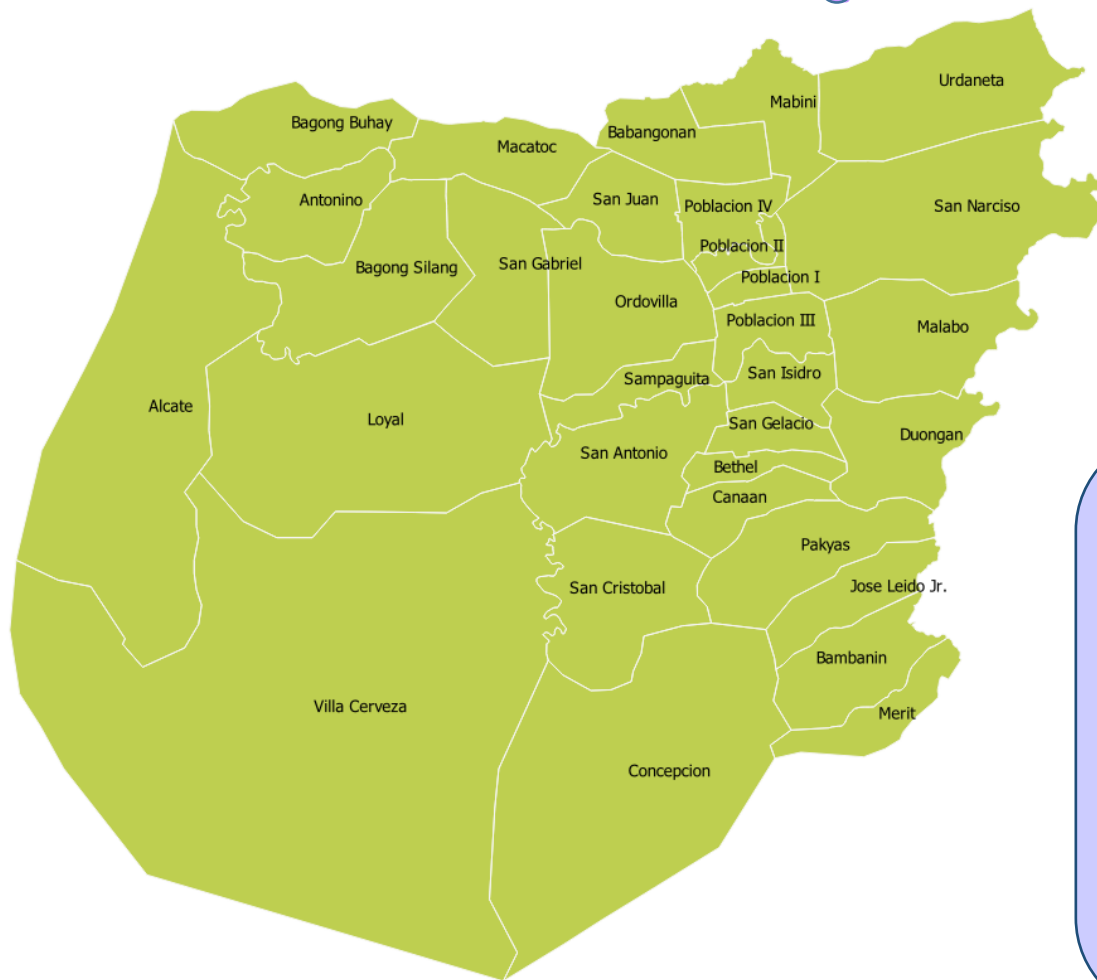 Urdaneta
Mabini
Bagong Buhay
Babangonan
Macatoc
Antonino
San Juan
Poblacion IV
San Narciso
Poblacion II
San Gabriel
Bagong Silang
Poblacion I
Ordovilla
Poblacion III
Malabo
San Isidro
Sampaguita
Alcate
Loyal
San Gelacio
Duongan
San Antonio
Bethel
Canaan
Pakyas
San Cristobal
Jose Leido Jr.
Bambanin
Villa Cerveza
Merit
Concepcion